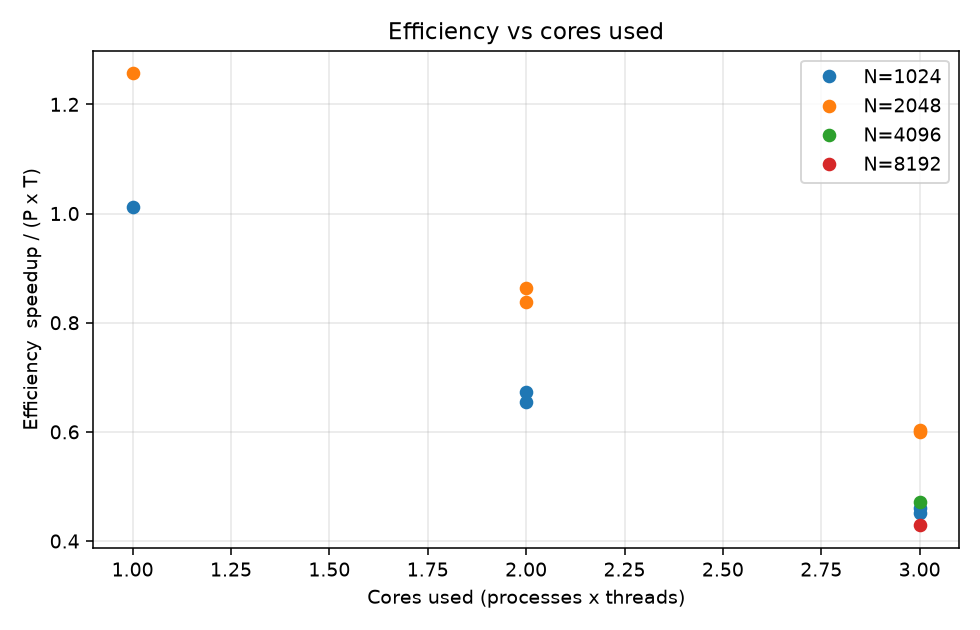 Efficiency vs cores used
N=1024
N=2048
N=4096
N=8192
Efficiency  speedup / (P x T)
1.2
1.0
0.8
0.6
0.4
1.00 1.25 1.50 1.75 2.00 2.25 2.50 2.75 3.00
Cores used (processes x threads)